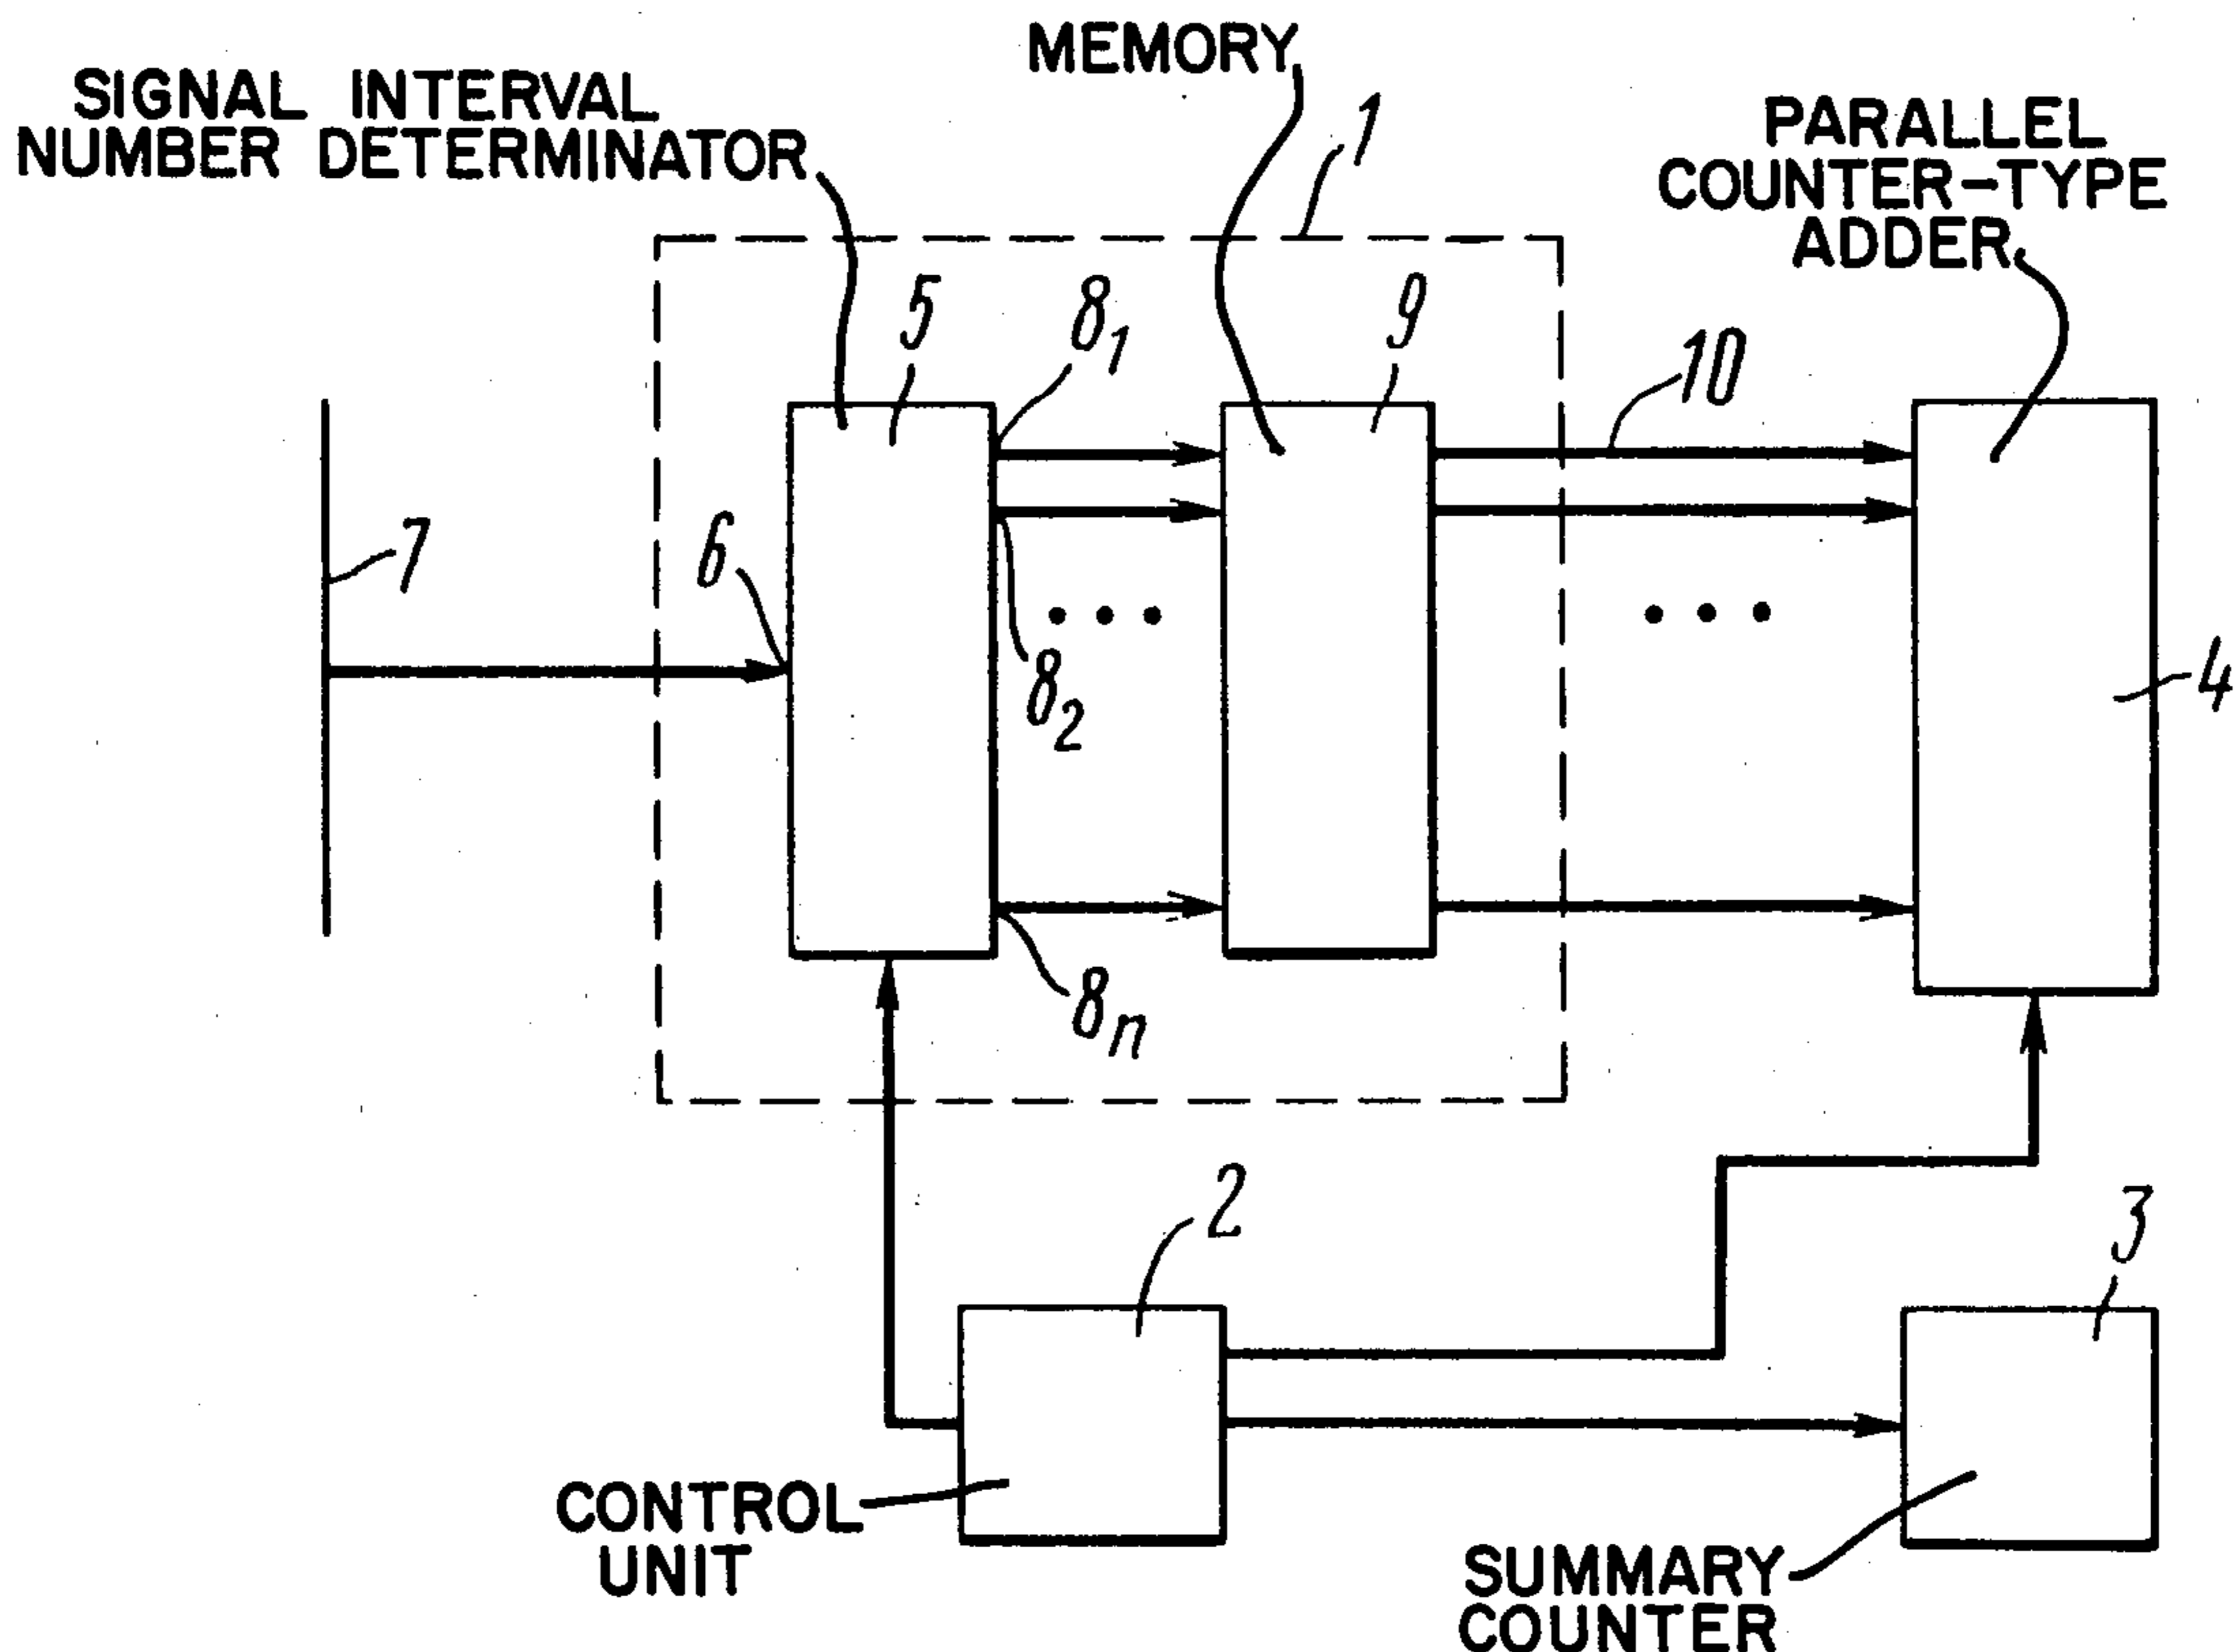 MEMORY
SIGNAL INTERVAL
NUMBER DETERMINATOR
1
PARALLEL
COUNTER-TYPE
ADDER
5
8₁
9
10
7
6
8₂
4
8ₙ
2
3
CONTROL
UNIT
SUMMARY
COUNTER